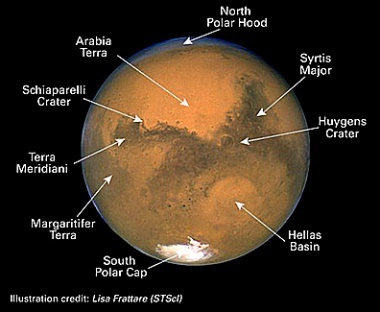 North
Polar Hood
Arabia
Terra
Syrtis
Major
Schiaparelli
Crater
Huygens
Crater
Terra
Meridiani
Margaritifer
Terra
Hellas
Basin
South
Polar Cap
Illustration credit: Lisa Frattare (STScI)